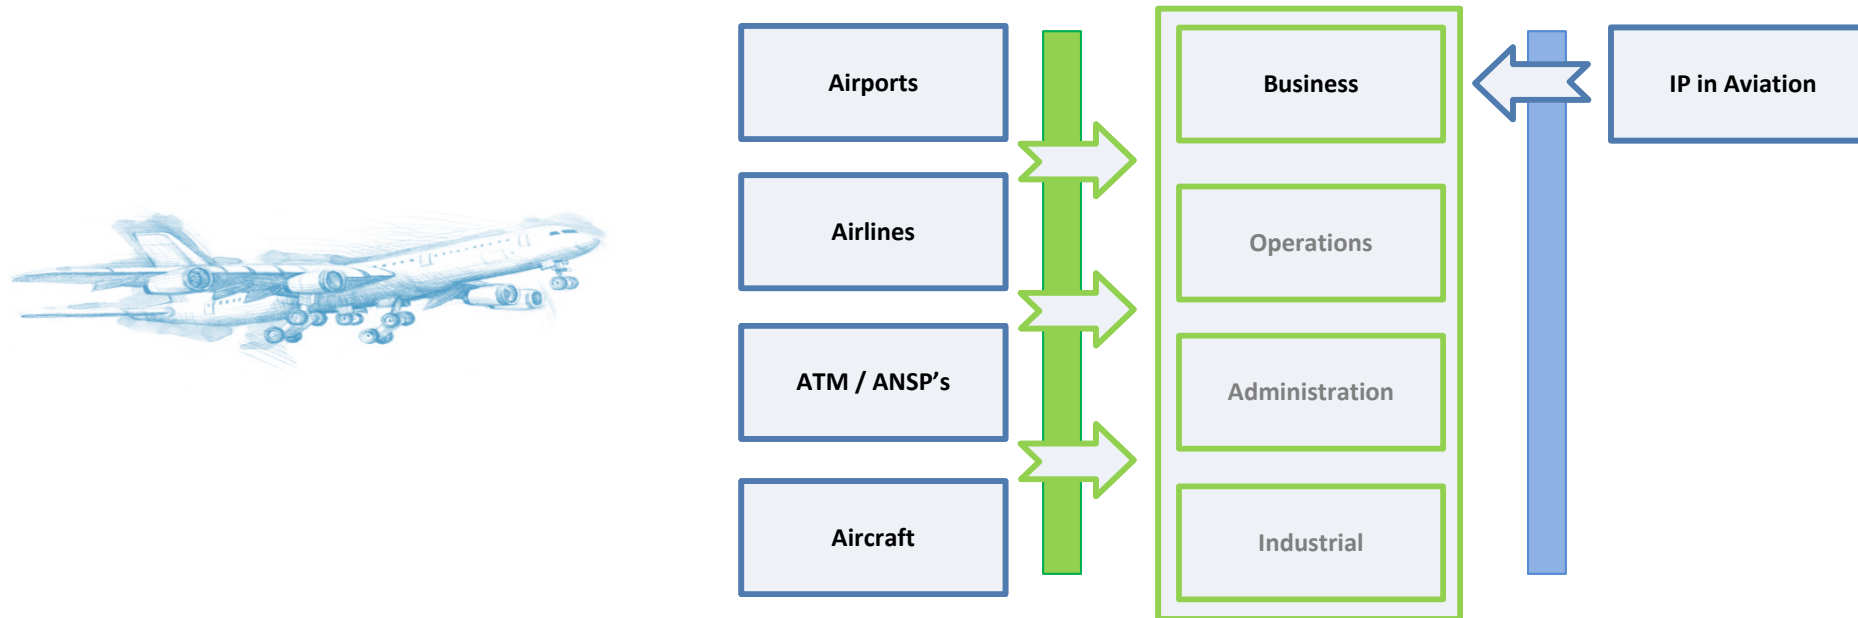 Airports
Airlines
ATM / ANSP’s
Aircraft
Business
Operations
Administration
Industrial
IP in Aviation